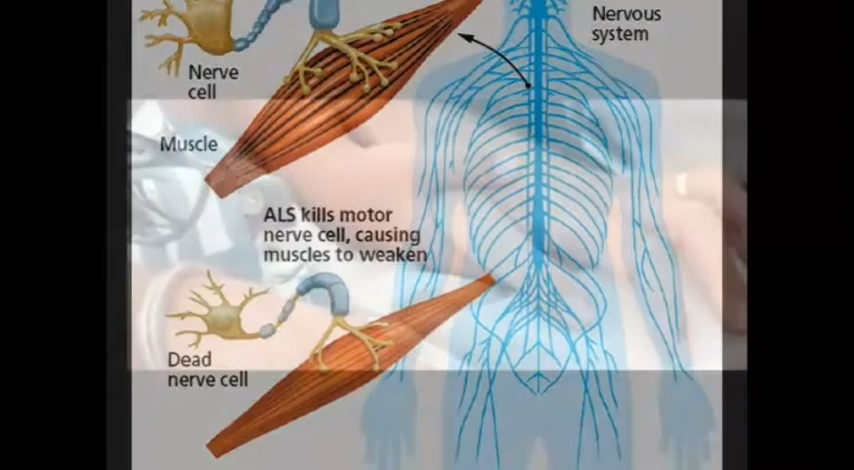 Nervous
system
Nerve
cell
Muscle
ALS kills motor
nerve cell, causing
muscles to weaken
Dead
nerve cell